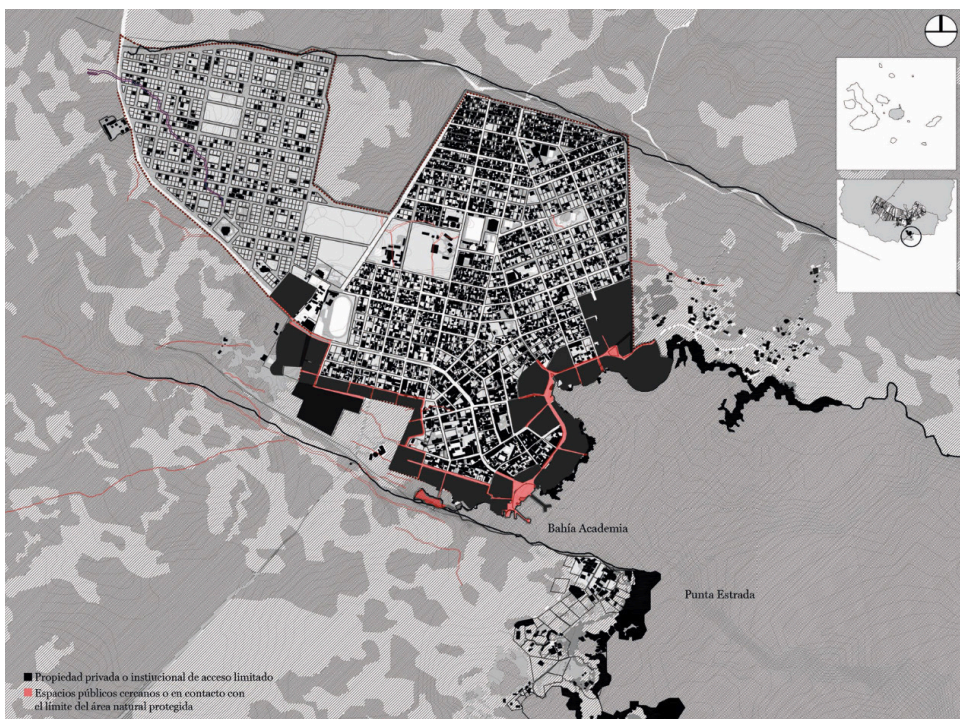 Bahía Academia
Punta Estrada
Propiedad privada o instiucional de acceso limitado
Espacios públicos cercanos o en contacto con
el límite del área natural protegida